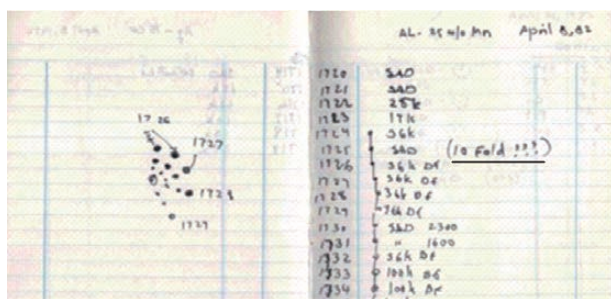 1726
1727
1728
1729
AL-25 w/o Mn April 8, 82
1720 SAD
1721 SAD
1722 25k
1723 17k
1724 36k
1725 SAD (10 Fold ???)
1726 36k Df
1727 36k Df
1728 36k Df
1729 36k Df
1730 SAD 2300
1731 " 1600
1732 36k Df
1733 100k Df
1734 100k Df